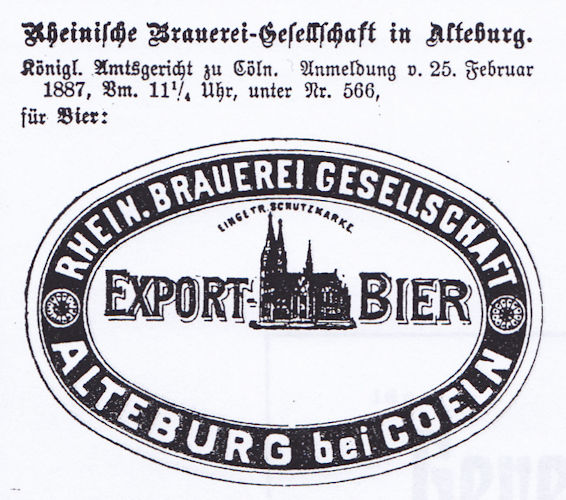 Rheinische Brauerei-Gesellschaft in Alteburg.
Königl. Amtsgericht zu Cöln. Anmeldung v. 25. Februar
1887, Vm. 11¼ Uhr, unter Nr. 566,
für Bier:
RHEIN. BRAUEREI GESELLSCHAFT
EINGETR. SCHUTZMARKE.
EXPORT-BIER
ALTEBURG bei COELN